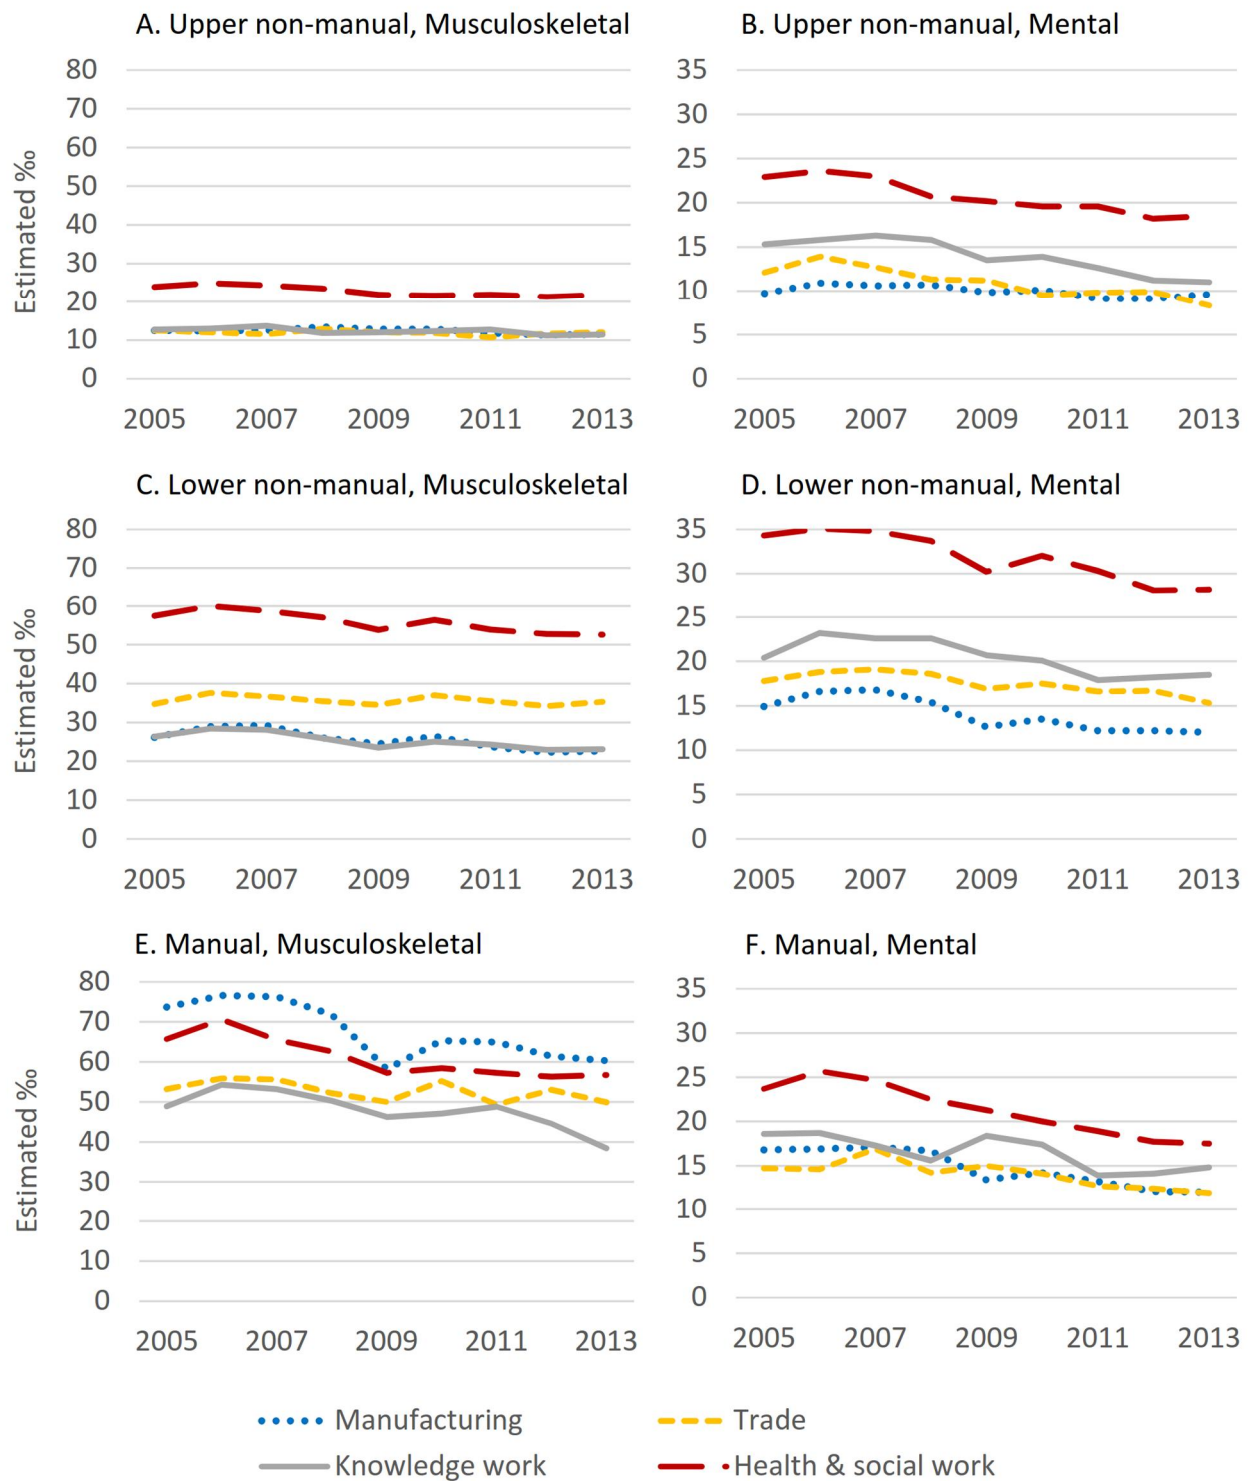 A. Upper non-manual, Musculoskeletal
Estimated ‰
80
70
60
50
40
30
20
10
0
2005 2007 2009 2011 2013
B. Upper non-manual, Mental
35
30
25
20
15
10
5
0
2005 2007 2009 2011 2013
C. Lower non-manual, Musculoskeletal
Estimated ‰
80
70
60
50
40
30
20
10
0
2005 2007 2009 2011 2013
D. Lower non-manual, Mental
35
30
25
20
15
10
5
0
2005 2007 2009 2011 2013
E. Manual, Musculoskeletal
Estimated ‰
80
70
60
50
40
30
20
10
0
2005 2007 2009 2011 2013
F. Manual, Mental
35
30
25
20
15
10
5
0
2005 2007 2009 2011 2013
Manufacturing
Trade
Knowledge work
Health & social work